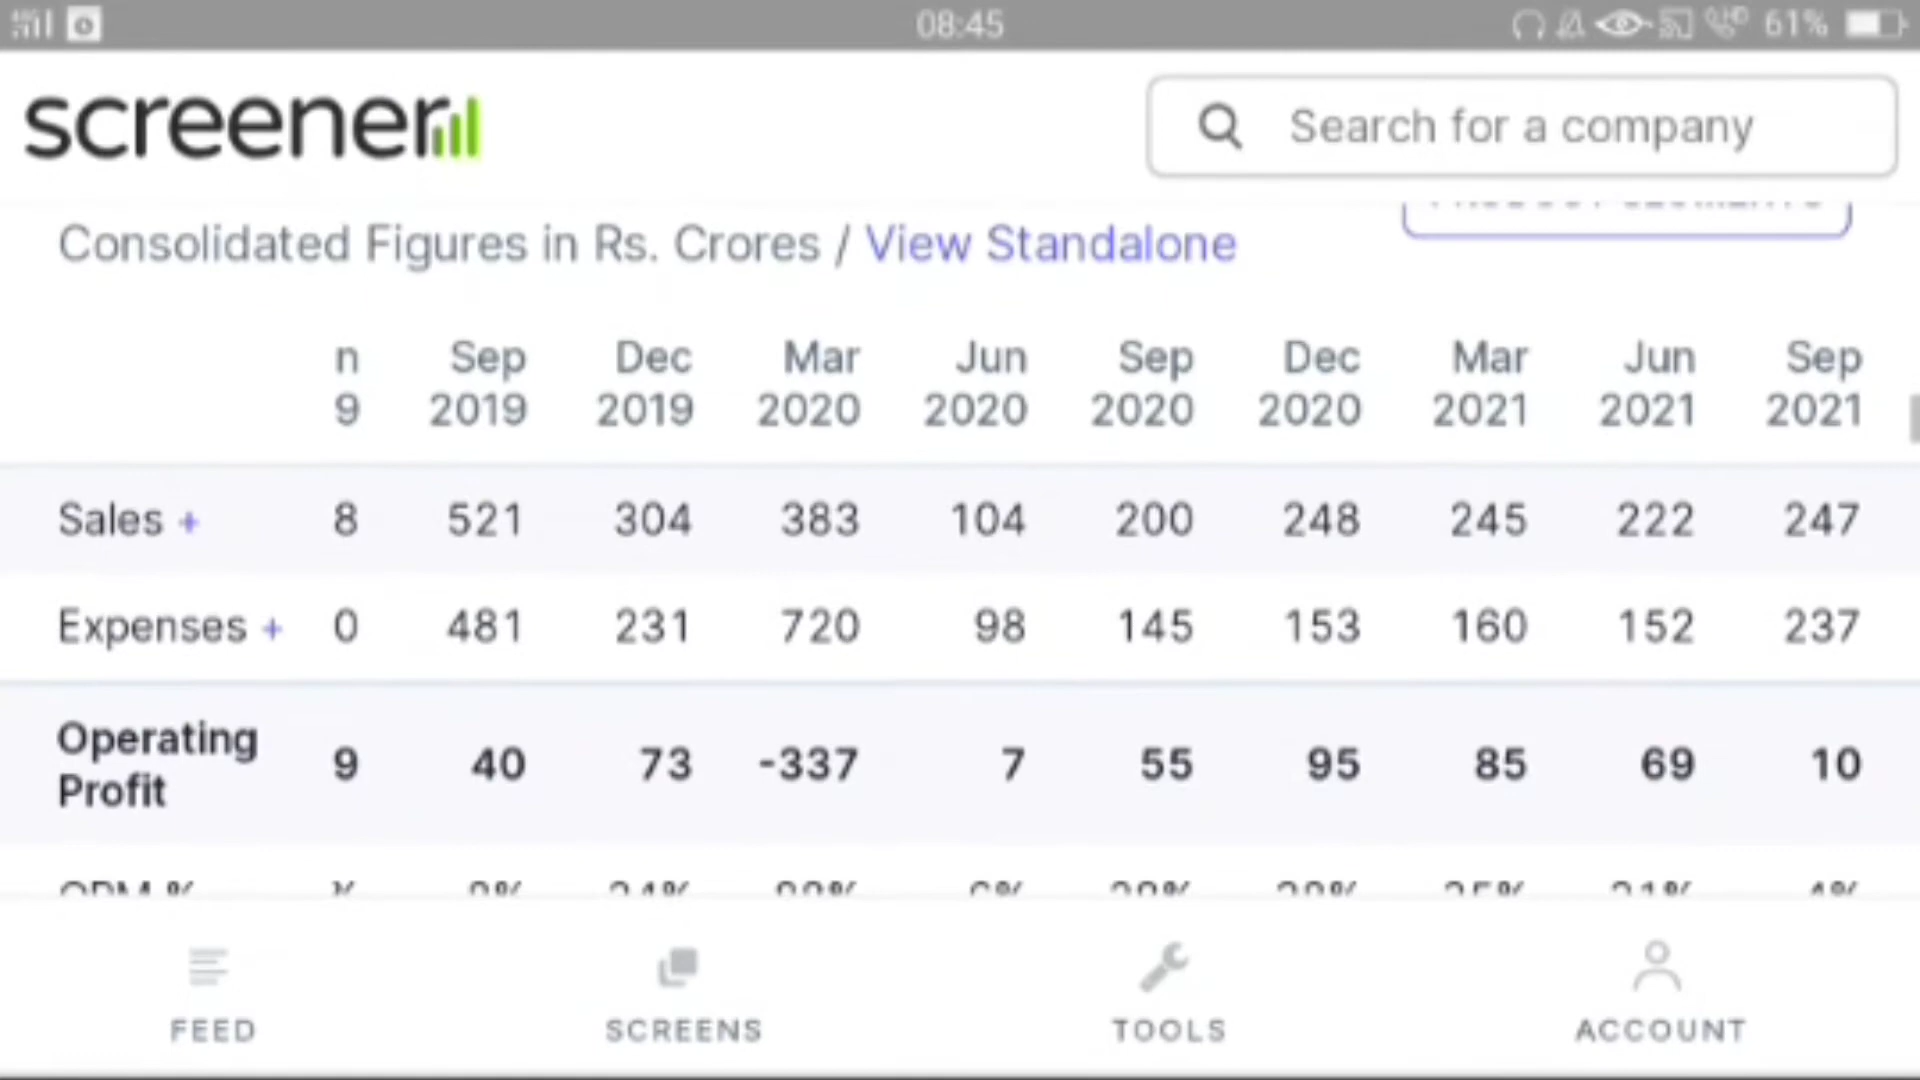 08:45 61%
screener
Search for a company
Consolidated Figures in Rs. Crores / View Standalone
n Sep Dec Mar Jun Sep Dec Mar Jun Sep
9 2019 2019 2020 2020 2020 2020 2021 2021 2021
Sales + 8 521 304 383 104 200 248 245 222 247
Expenses + 0 481 231 720 98 145 153 160 152 237
Operating
Profit 9 40 73 -337 7 55 95 85 69 10
OPM %
FEED SCREENS TOOLS ACCOUNT